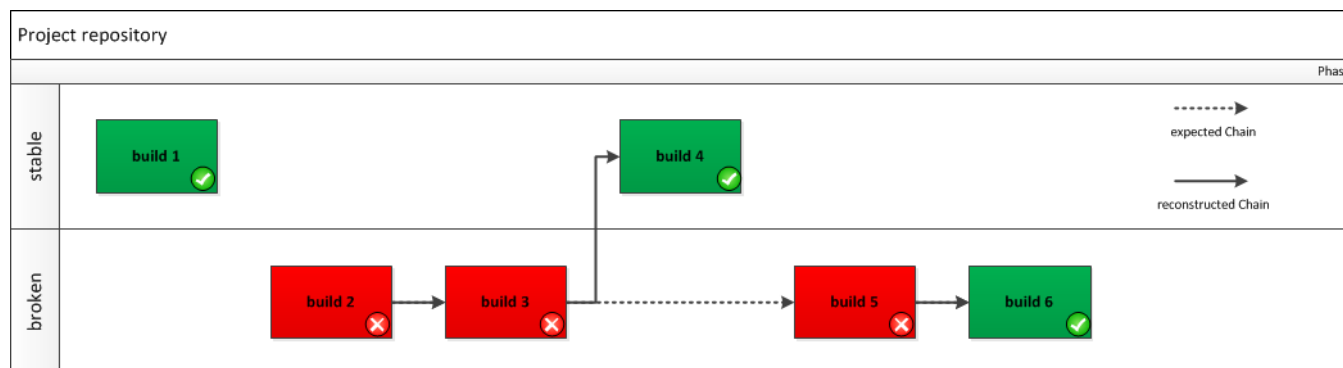 Project repository
Phas
stable
build 1
build 4
expected Chain
reconstructed Chain
broken
build 2
build 3
build 5
build 6